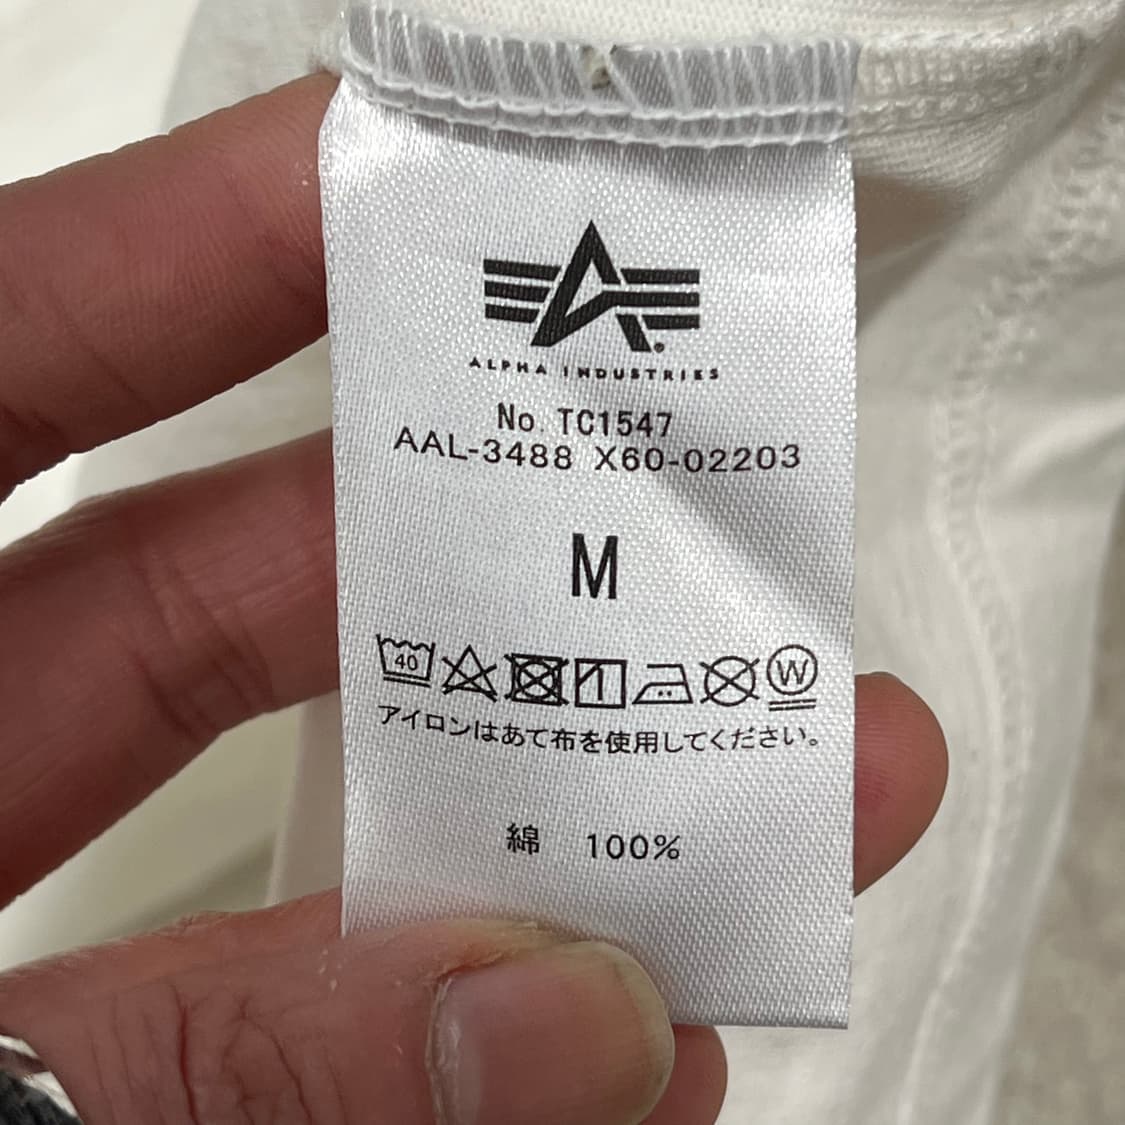 ALPHA INDUSTRIES
No. TC1547
AAL-3488 X60-02203
M
40 W
アイロンはあて布を使用してください。
綿 100%